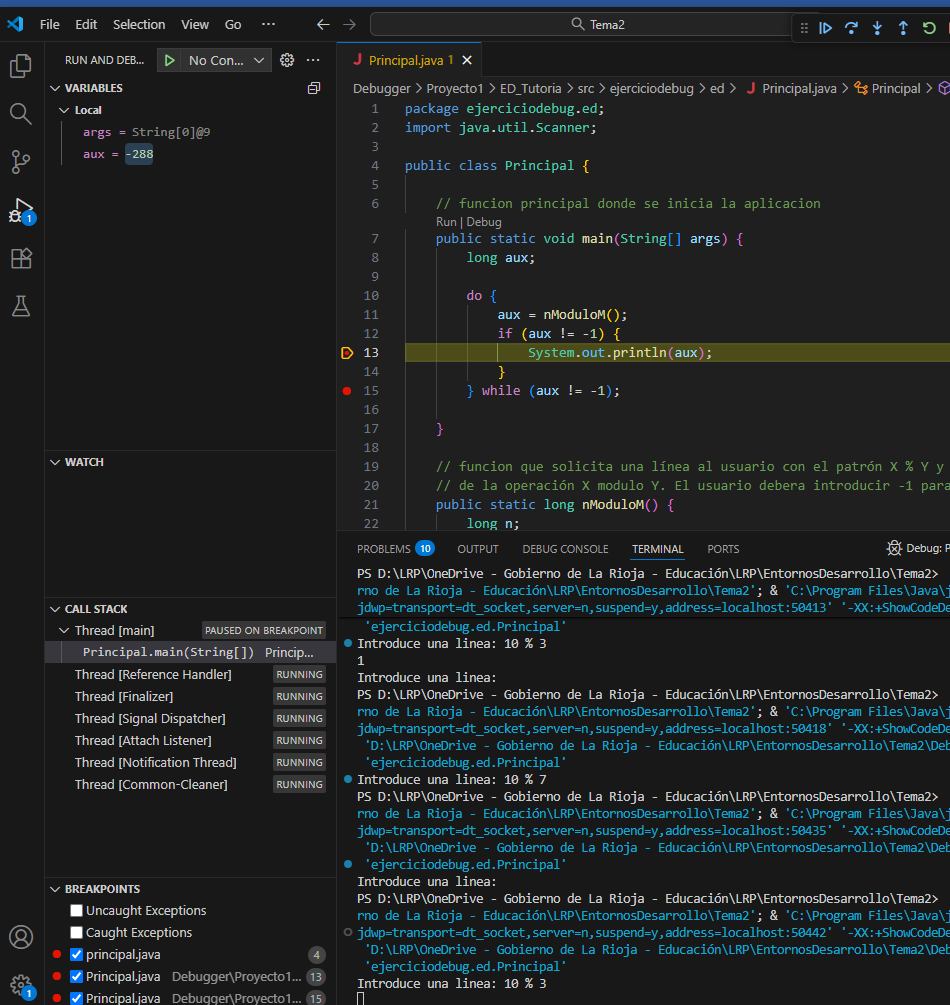 File Edit Selection View Go ··· Tema2
RUN AND DEB... No Con... ···
VARIABLES
Local
args = String[0]@9
aux = -288
WATCH
CALL STACK
Thread [main] PAUSED ON BREAKPOINT
Principal.main(String[]) Princip...
Thread [Reference Handler] RUNNING
Thread [Finalizer] RUNNING
Thread [Signal Dispatcher] RUNNING
Thread [Attach Listener] RUNNING
Thread [Notification Thread] RUNNING
Thread [Common-Cleaner] RUNNING
BREAKPOINTS
Uncaught Exceptions
Caught Exceptions
principal.java 4
Principal.java Debugger\Proyecto1... 13
Principal.java Debugger\Proyecto1... 15
1
1
J Principal.java 1
Debugger > Proyecto1 > ED_Tutoria > src > ejerciciodebug > ed > J Principal.java > Principal >
1 package ejerciciodebug.ed;
2 import java.util.Scanner;
3
4 public class Principal {
5
6 // funcion principal donde se inicia la aplicacion
Run | Debug
7 public static void main(String[] args) {
8 long aux;
9
10 do {
11 aux = nModuloM();
12 if (aux != -1) {
13 System.out.println(aux);
14 }
15 } while (aux != -1);
16
17 }
18
19 // funcion que solicita una línea al usuario con el patrón X % Y y
20 // de la operación X modulo Y. El usuario debera introducir -1 para
21 public static long nModuloM() {
22 long n;
PROBLEMS 10 OUTPUT DEBUG CONSOLE TERMINAL PORTS Debug: P
PS D:\LRP\OneDrive - Gobierno de La Rioja - Educación\LRP\EntornosDesarrollo\Tema2>
rno de La Rioja - Educación\LRP\EntornosDesarrollo\Tema2'; & 'C:\Program Files\Java\j
jdwp=transport=dt_socket,server=n,suspend=y,address=localhost:50413' '-XX:+ShowCodeDe
'ejerciciodebug.ed.Principal'
Introduce una linea: 10 % 3
1
Introduce una linea:
PS D:\LRP\OneDrive - Gobierno de La Rioja - Educación\LRP\EntornosDesarrollo\Tema2>
rno de La Rioja - Educación\LRP\EntornosDesarrollo\Tema2'; & 'C:\Program Files\Java\j
jdwp=transport=dt_socket,server=n,suspend=y,address=localhost:50418' '-XX:+ShowCodeDe
'D:\LRP\OneDrive - Gobierno de La Rioja - Educación\LRP\EntornosDesarrollo\Tema2\Deb
'ejerciciodebug.ed.Principal'
Introduce una linea: 10 % 7
PS D:\LRP\OneDrive - Gobierno de La Rioja - Educación\LRP\EntornosDesarrollo\Tema2>
rno de La Rioja - Educación\LRP\EntornosDesarrollo\Tema2'; & 'C:\Program Files\Java\j
jdwp=transport=dt_socket,server=n,suspend=y,address=localhost:50435' '-XX:+ShowCodeDe
'D:\LRP\OneDrive - Gobierno de La Rioja - Educación\LRP\EntornosDesarrollo\Tema2\Deb
'ejerciciodebug.ed.Principal'
Introduce una linea:
PS D:\LRP\OneDrive - Gobierno de La Rioja - Educación\LRP\EntornosDesarrollo\Tema2>
rno de La Rioja - Educación\LRP\EntornosDesarrollo\Tema2'; & 'C:\Program Files\Java\j
jdwp=transport=dt_socket,server=n,suspend=y,address=localhost:50442' '-XX:+ShowCodeDe
'D:\LRP\OneDrive - Gobierno de La Rioja - Educación\LRP\EntornosDesarrollo\Tema2\Deb
'ejerciciodebug.ed.Principal'
Introduce una linea: 10 % 3